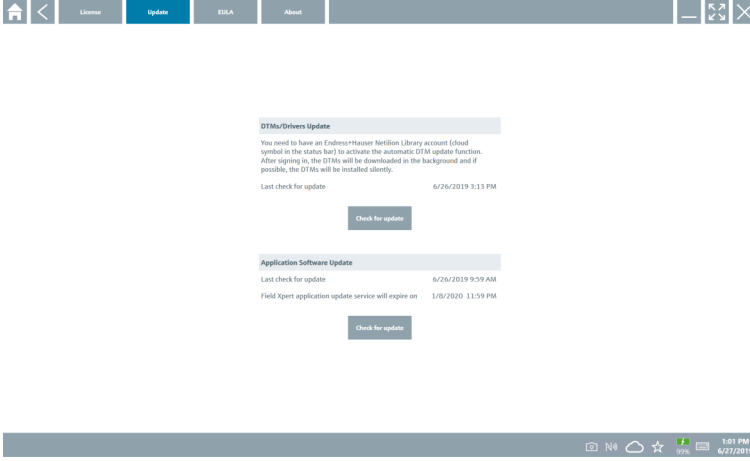 License Update EULA About
DTMs/Drivers Update
You need to have an Endress+Hauser Netilion Library account (cloud
symbol in the status bar) to activate the automatic DTM update function.
After signing in, the DTMs will be downloaded in the background and if
possible, the DTMs will be installed silently.
Last check for update 6/26/2019 3:13 PM
Check for update
Application Software Update
Last check for update 6/26/2019 9:59 AM
Field Xpert application update service will expire on 1/8/2020 11:59 PM
Check for update
1:01 PM
99% 6/27/201